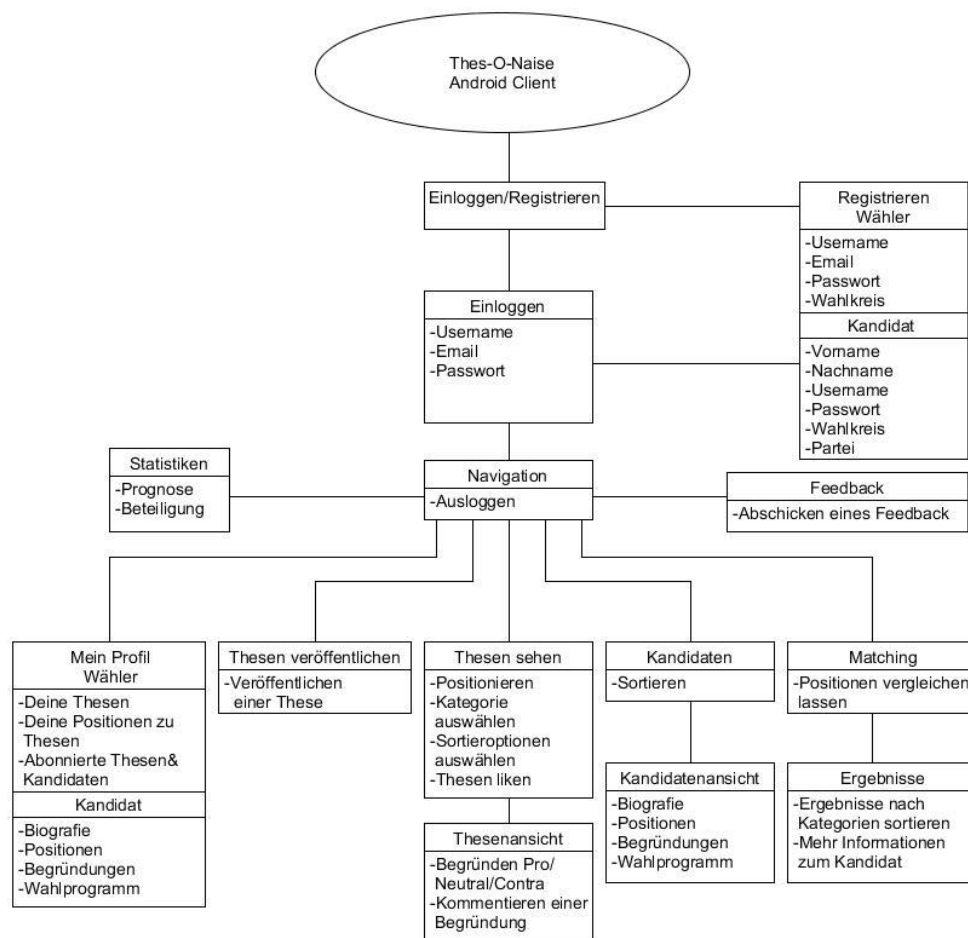 Thes-O-Naise
Android Client
Einloggen/Registrieren
Registrieren
Wähler
-Username
-Email
-Passwort
-Wahlkreis
Kandidat
-Vorname
-Nachname
-Username
-Passwort
-Wahlkreis
-Partei
Einloggen
-Username
-Email
-Passwort
Statistiken
-Prognose
-Beteiligung
Navigation
-Ausloggen
Feedback
-Abschicken eines Feedback
Mein Profil
Wähler
-Deine Thesen
-Deine Positionen zu
Thesen
-Abonnierte Thesen&
Kandidaten
Kandidat
-Biografie
-Positionen
-Begründungen
-Wahlprogramm
Thesen veröffentlichen
-Veröffentlichen
einer These
Thesen sehen
-Positionieren
-Kategorie
auswählen
-Sortieroptionen
auswählen
-Thesen liken
Thesenansicht
-Begründen Pro/
Neutral/Contra
-Kommentieren einer
Begründung
Kandidaten
-Sortieren
Kandidatenansicht
-Biografie
-Positionen
-Begründungen
-Wahlprogramm
Matching
-Positionen vergleichen
lassen
Ergebnisse
-Ergebnisse nach
Kategorien sortieren
-Mehr Informationen
zum Kandidat